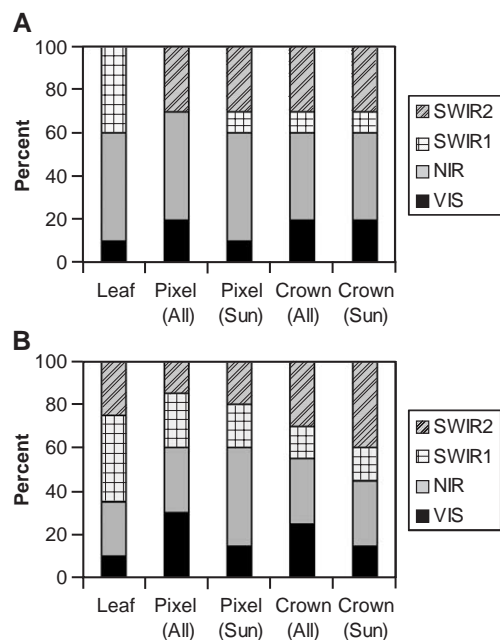 A
100
80
60
40
20
0
Percent
Leaf Pixel Pixel Crown Crown
(All) (Sun) (All) (Sun)
SWIR2
SWIR1
NIR
VIS
B
100
80
60
40
20
0
Percent
Leaf Pixel Pixel Crown Crown
(All) (Sun) (All) (Sun)
SWIR2
SWIR1
NIR
VIS